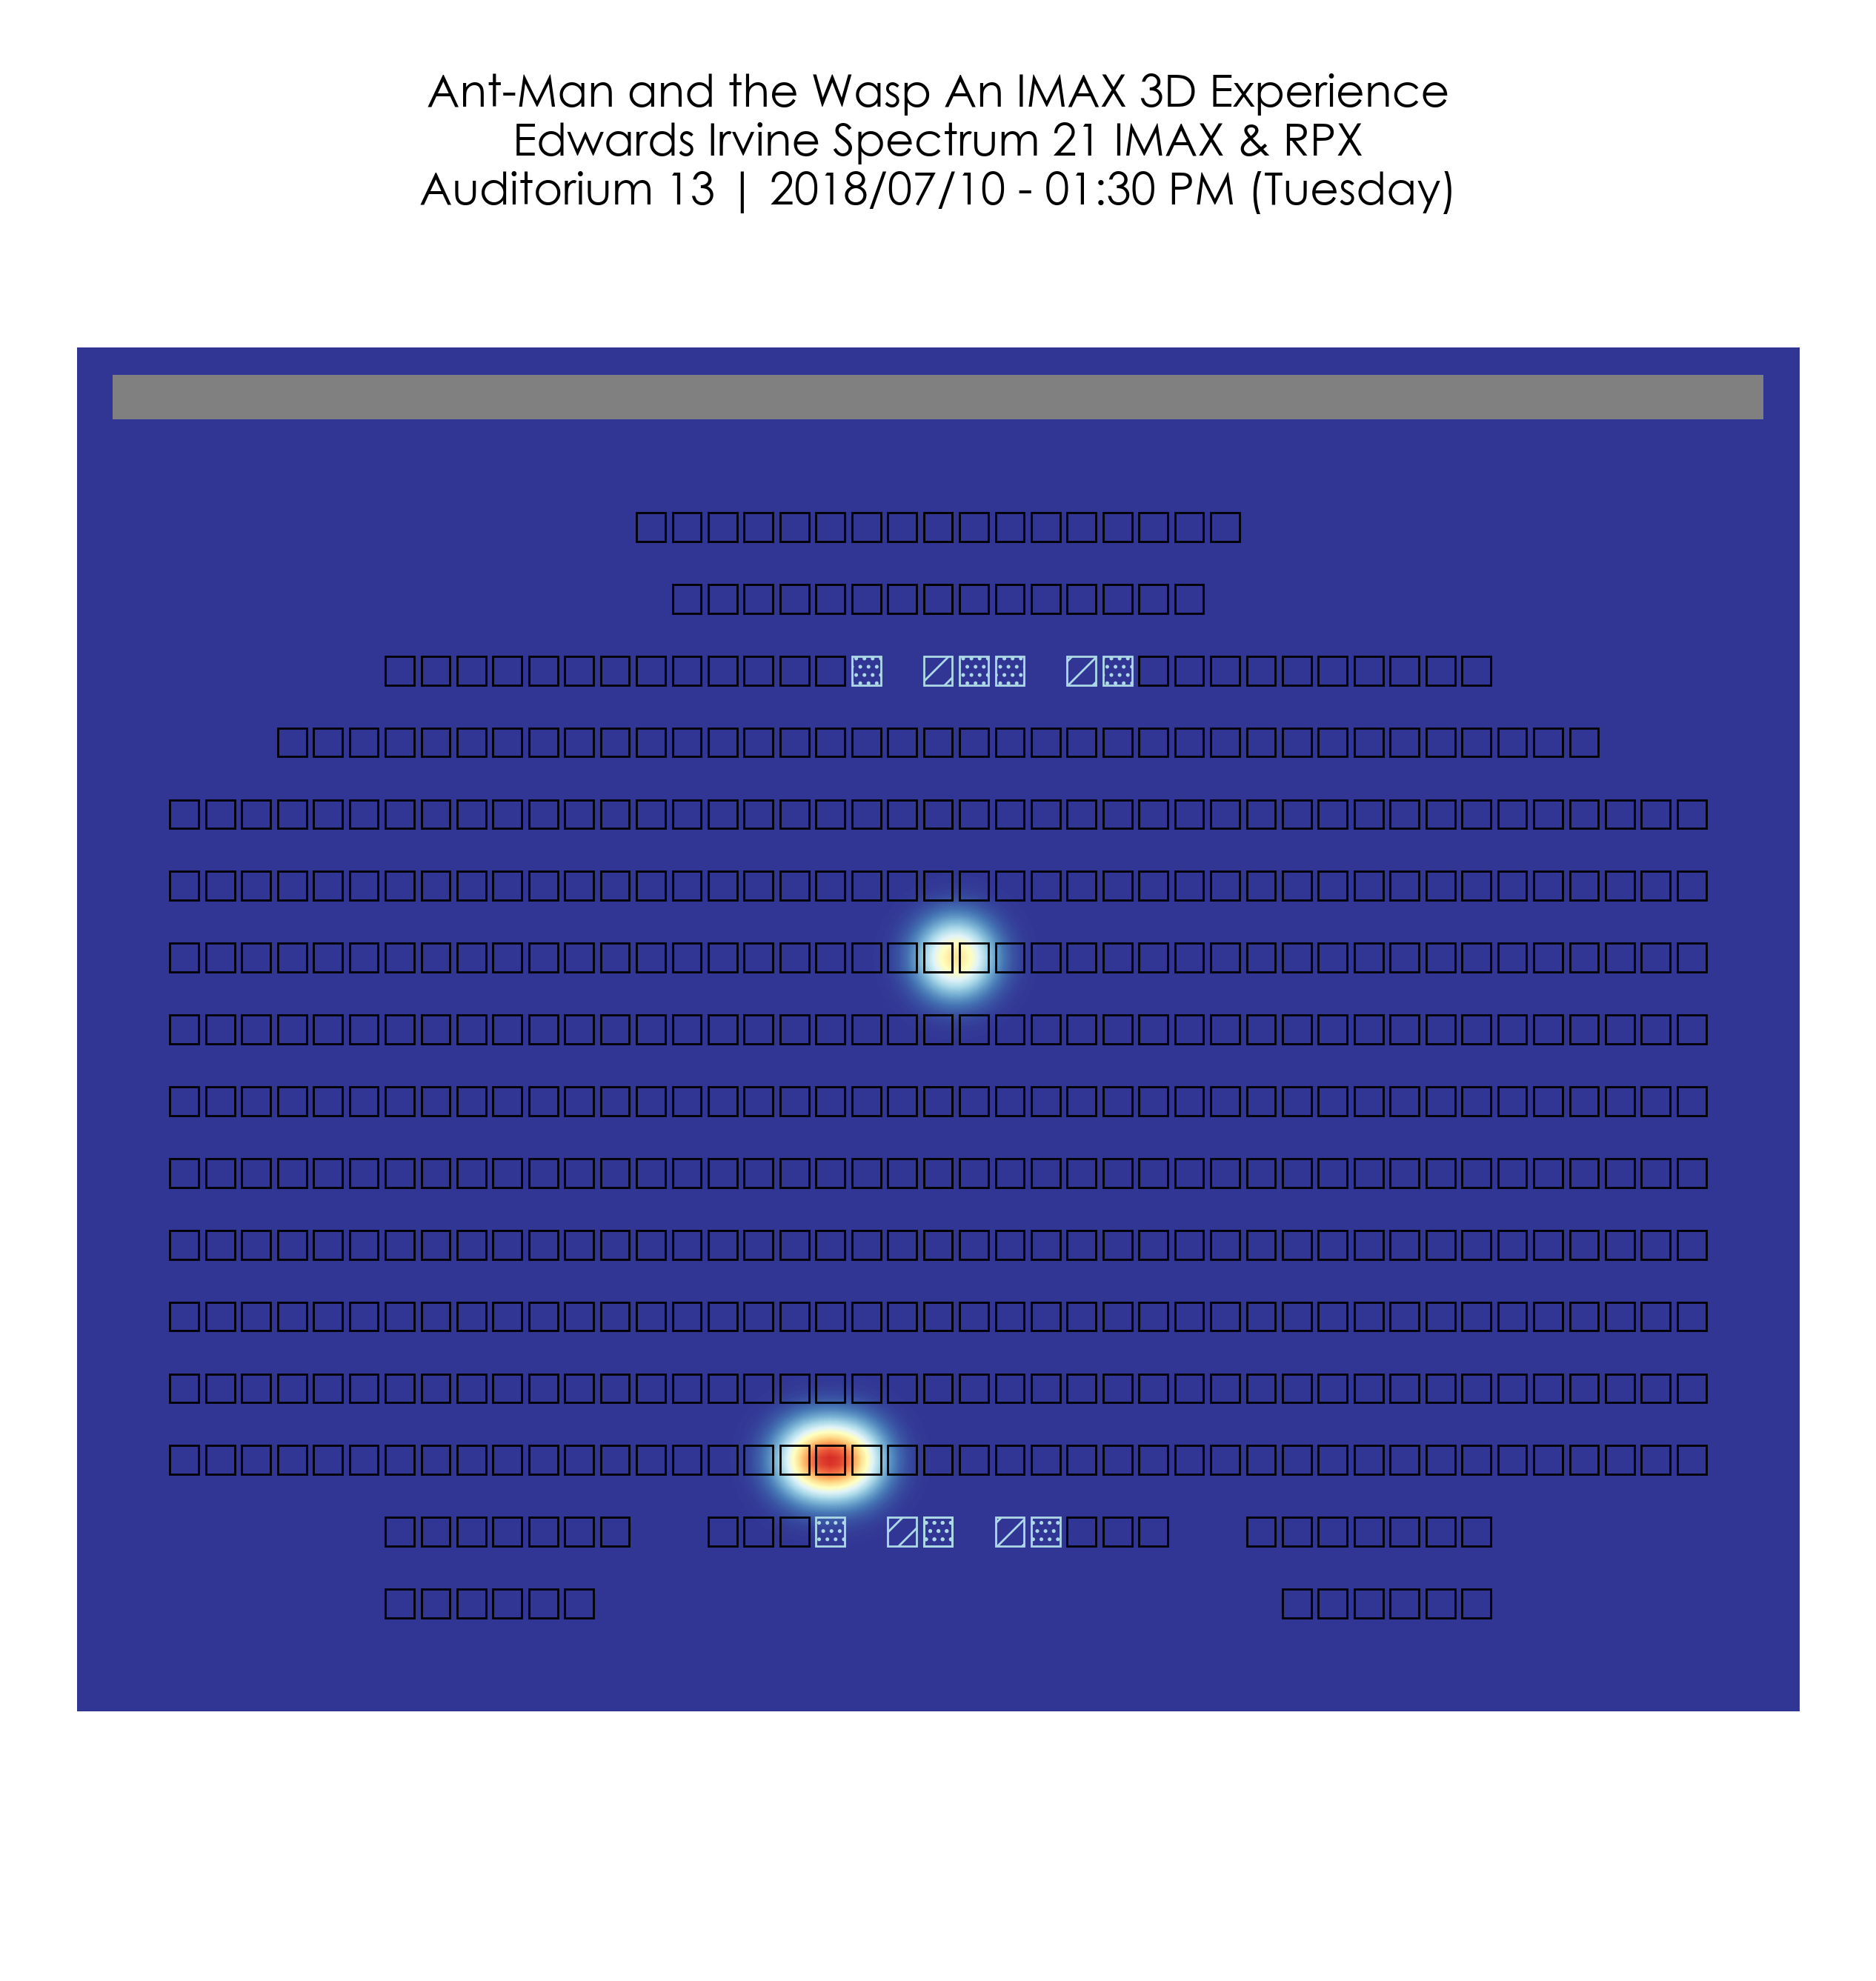 Ant-Man and the Wasp An IMAX 3D Experience
Edwards Irvine Spectrum 21 IMAX & RPX
Auditorium 13 | 2018/07/10 - 01:30 PM (Tuesday)